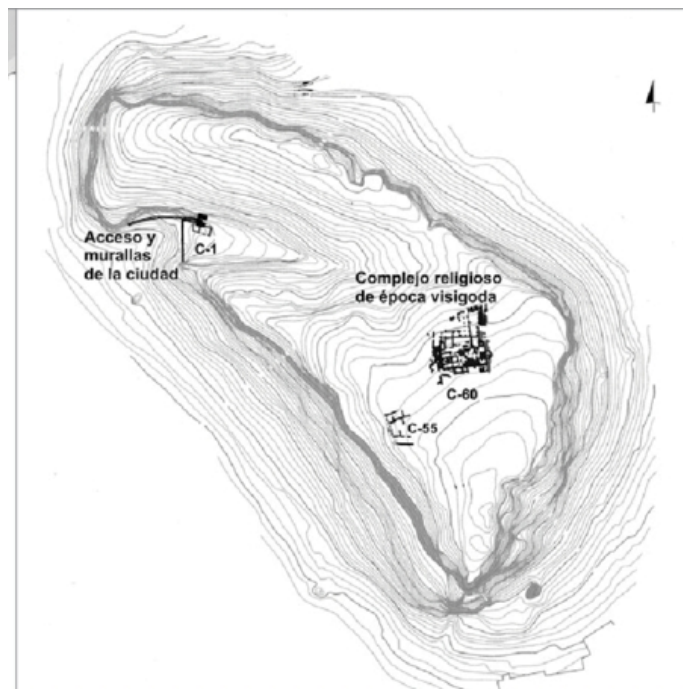 Acceso y
murallas
de la ciudad
C-1
Complejo religioso
de época visigoda
C-60
C-55